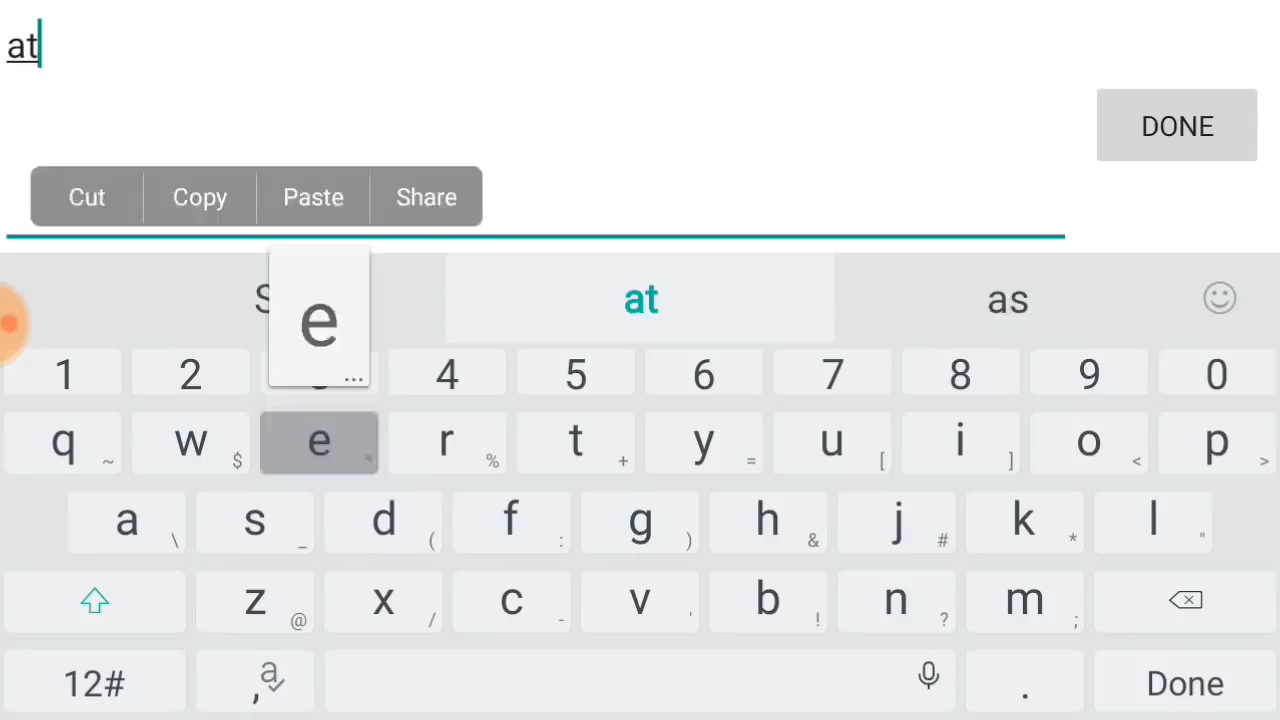 at
DONE
Cut Copy Paste Share
e
S at as
...
1 2 4 5 6 7 8 9 0
q ~ w $ e r % t + y = u [ i ] o < p >
a \ s _ d ( f : g ) h & j # k * l "
z @ x / c - v ' b ! n ? m ;
12# , a . Done